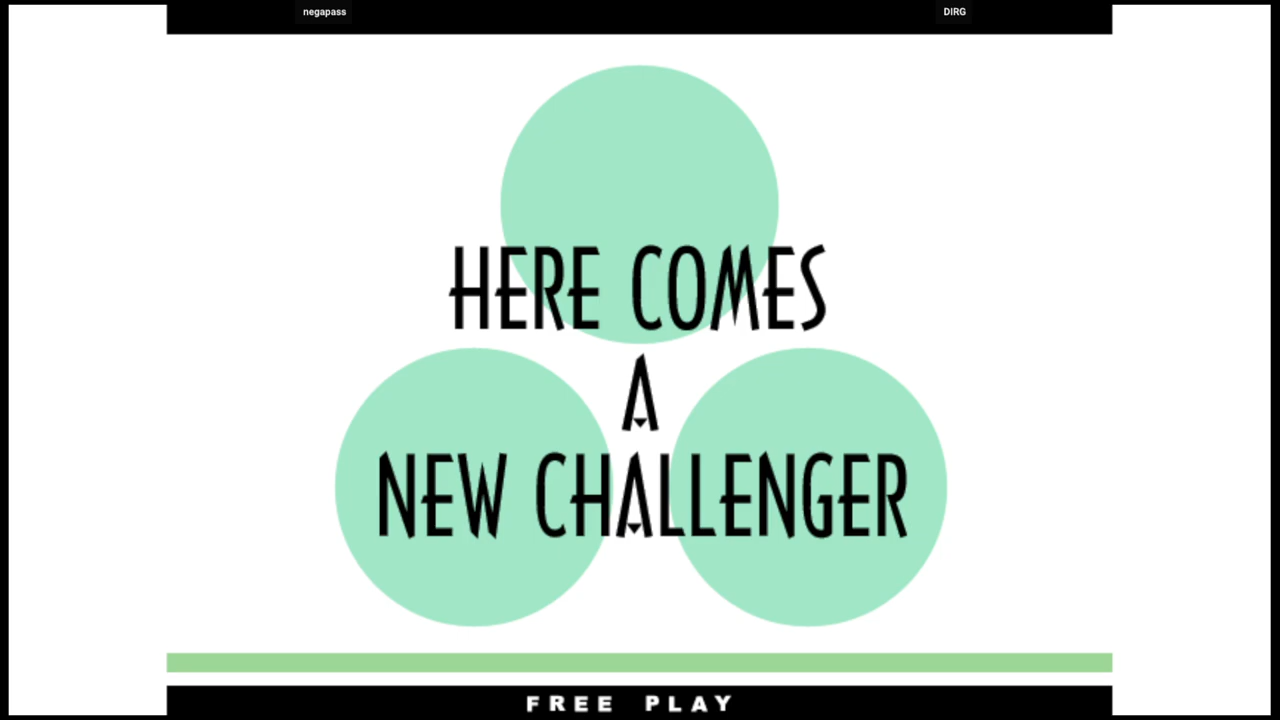 negapass DIRG
HERE COMES
A
NEW CHALLENGER
FREE PLAY